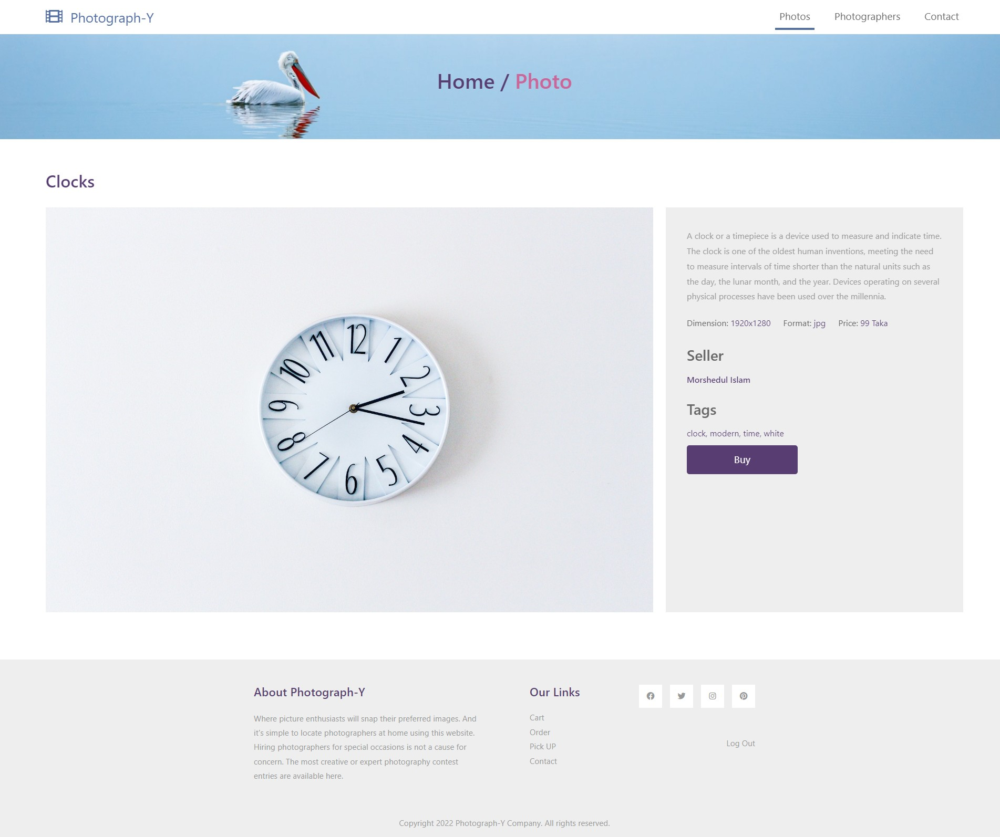 Photograph-Y
Photos Photographers Contact
Home / Photo
Clocks
12
1
2
3
4
5
6
7
8
9
10
11
A clock or a timepiece is a device used to measure and indicate time.
The clock is one of the oldest human inventions, meeting the need
to measure intervals of time shorter than the natural units such as
the day, the lunar month, and the year. Devices operating on several
physical processes have been used over the millennia.
Dimension: 1920x1280 Format: jpg Price: 99 Taka
Seller
Morshedul Islam
Tags
clock, modern, time, white
Buy
About Photograph-Y
Where picture enthusiasts will snap their preferred images. And
it's simple to locate photographers at home using this website.
Hiring photographers for special occasions is not a cause for
concern. The most creative or expert photography contest
entries are available here.
Our Links
Cart
Order
Pick UP
Contact
Log Out
Copyright 2022 Photograph-Y Company. All rights reserved.